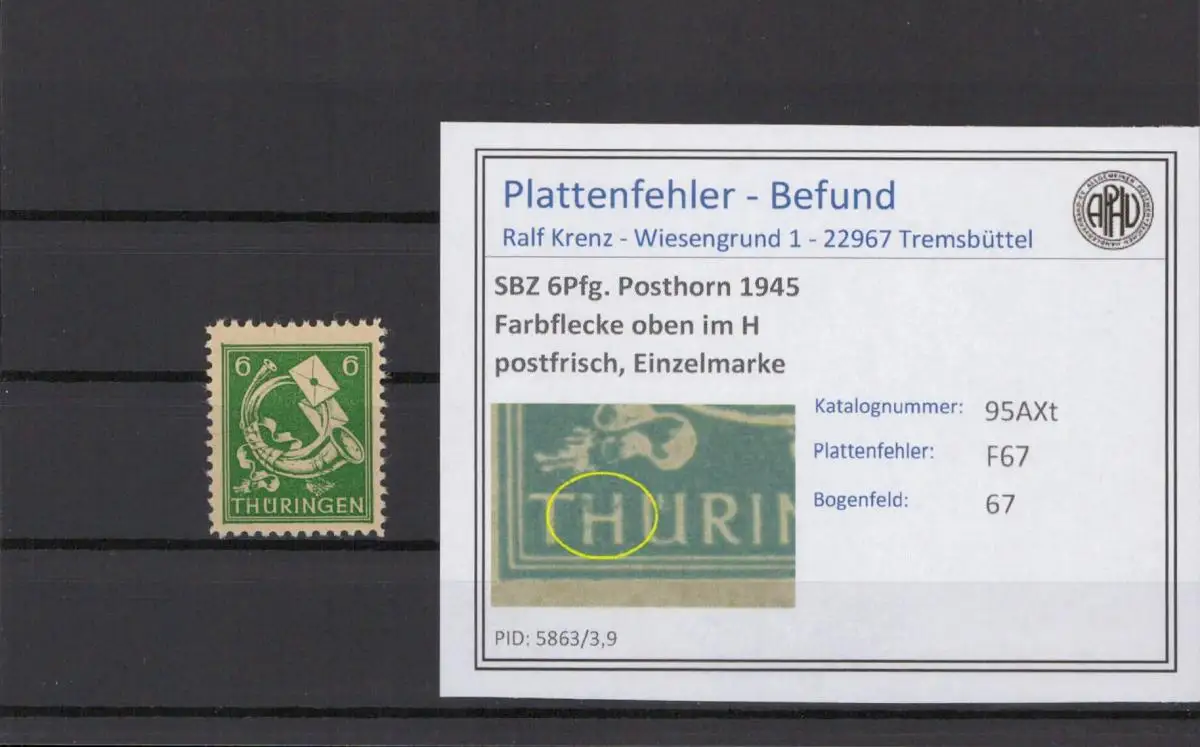 6 6
THÜRINGEN
Plattenfehler - Befund
Ralf Krenz - Wiesengrund 1 - 22967 Tremsbüttel
APHV
SBZ 6Pfg. Posthorn 1945
Farbflecke oben im H
postfrisch, Einzelmarke
Katalognummer: 95AXt
Plattenfehler: F67
Bogenfeld: 67
THÜRIN
PID: 5863/3,9